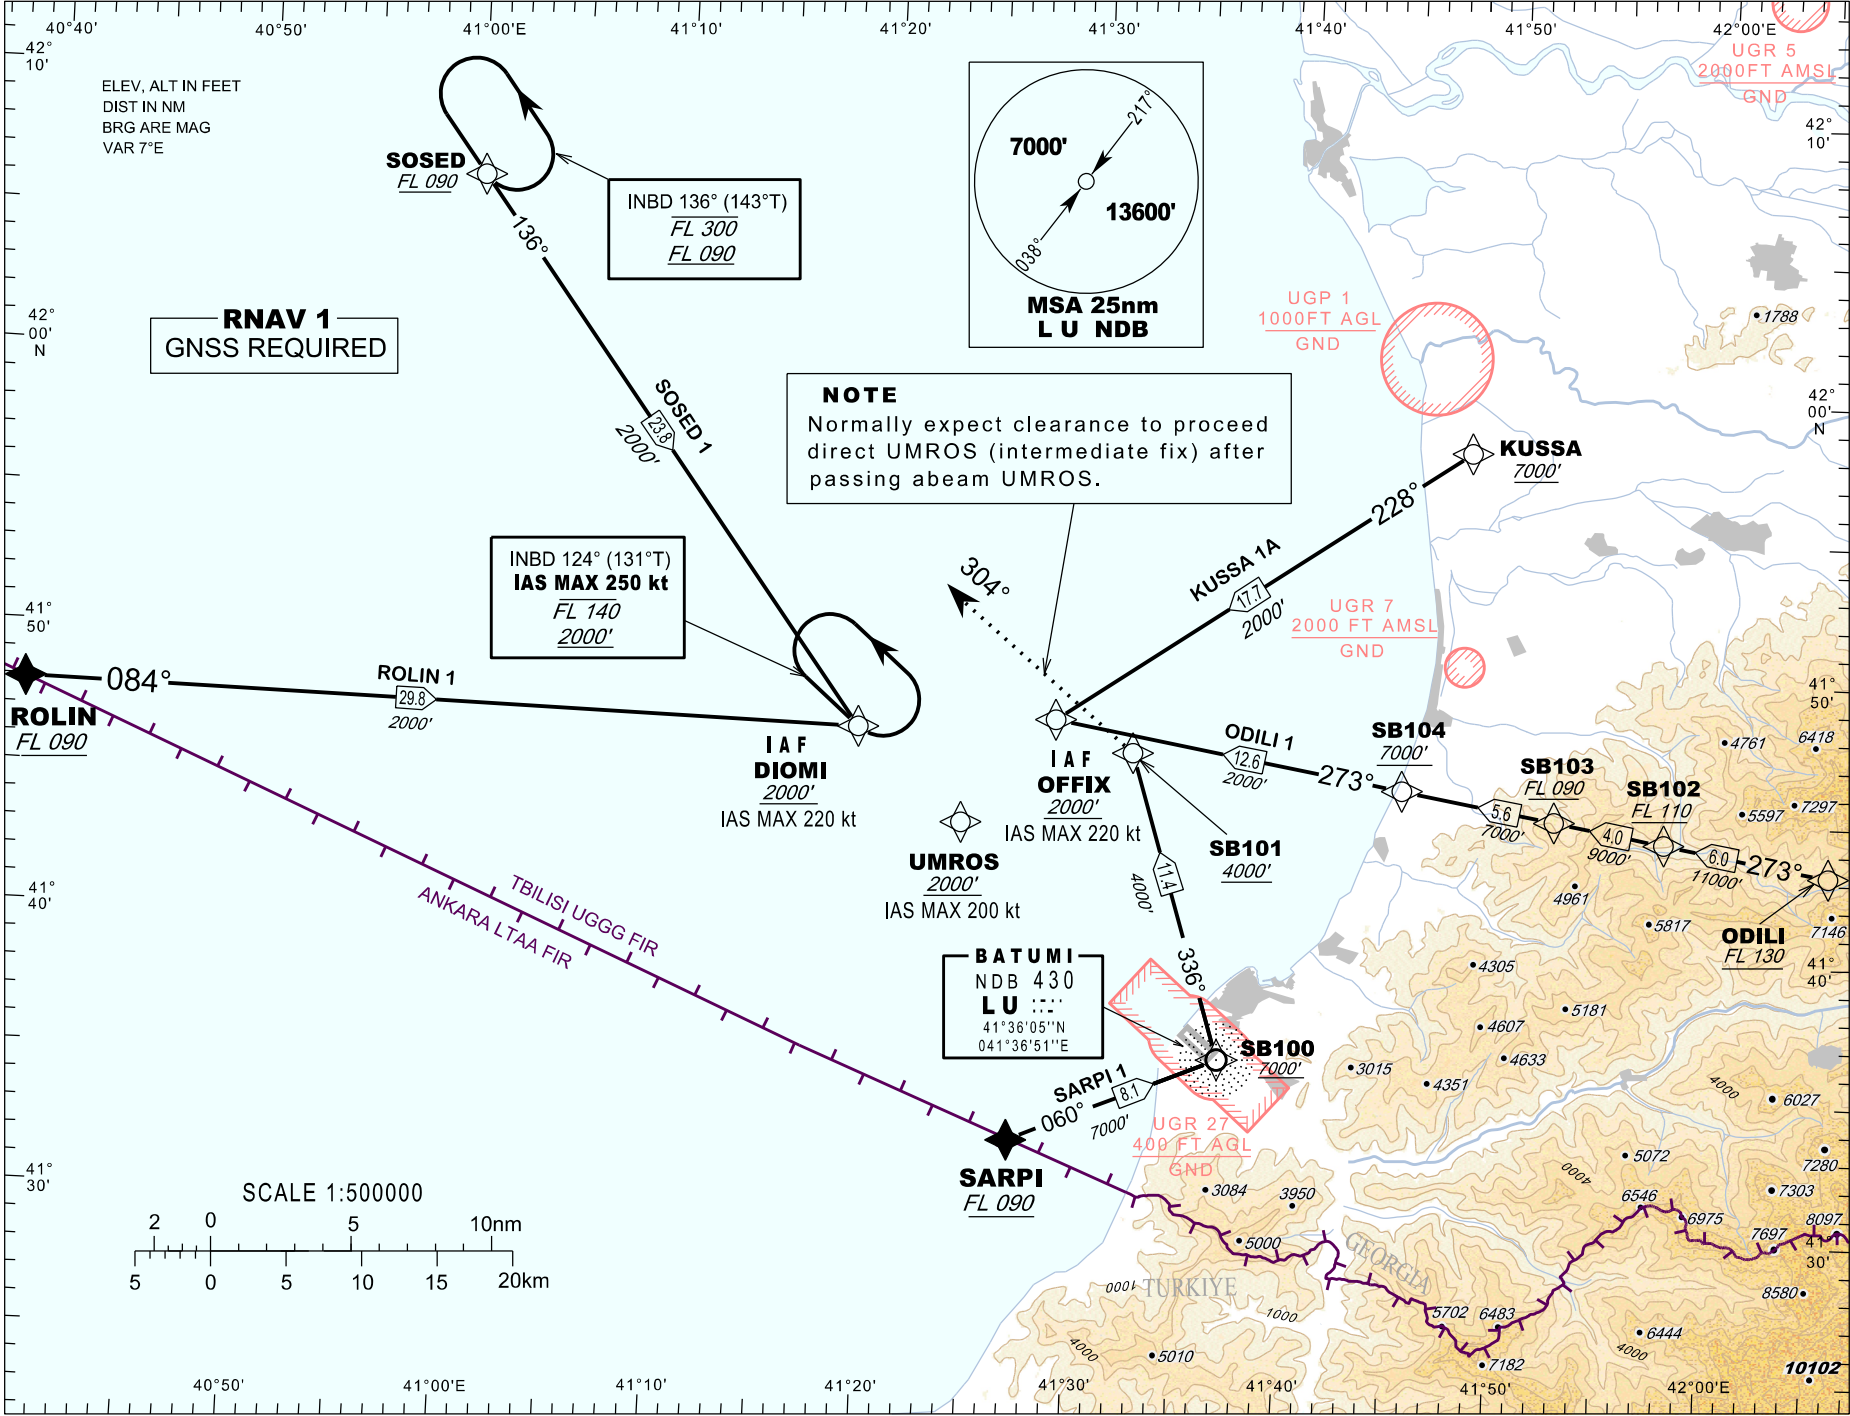 40°40' 40°50' 41°00'E 41°10' 41°20' 41°30' 41°40' 41°50' 42°00'E
42°
10'
ELEV, ALT IN FEET
DIST IN NM
BRG ARE MAG
VAR 7°E
SOSED
FL 090
136°
INBD 136° (143°T)
FL 300
FL 090
7000'
13600'
217°
038°
MSA 25nm
L U NDB
UGR 5
2000FT AMSL
GND
42°
10'
1788
UGP 1
1000FT AGL
GND
42°
00'
N
RNAV 1
GNSS REQUIRED
SOSED 1
23.8
2000'
NOTE
Normally expect clearance to proceed
direct UMROS (intermediate fix) after
passing abeam UMROS.
42°
00'
N
KUSSA
7000'
228°
KUSSA 1A
17.7
2000'
INBD 124° (131°T)
IAS MAX 250 kt
FL 140
2000'
304°
UGR 7
2000 FT AMSL
GND
41°
50'
ROLIN
FL 090
084°
ROLIN 1
29.8
2000'
IAF
DIOMI
2000'
IAS MAX 220 kt
IAF
OFFIX
2000'
IAS MAX 220 kt
UMROS
2000'
IAS MAX 200 kt
SB101
4000'
ODILI 1
12.6
2000'
273°
SB104
7000'
5.6
7000'
SB103
FL 090
4.0
9000'
SB102
FL 110
6.0
11000'
273°
ODILI
FL 130
41°
50'
4761
6418
5597
7297
4961
5817
7146
41°
40'
TBILISI UGGG FIR
ANKARA LTAA FIR
11.4
4000'
336°
BATUMI
NDB 430
LU
41°36'05''N
041°36'51''E
SB100
7000'
SARPI 1
8.1
060°
7000'
SARPI
FL 090
UGR 27
400 FT AGL
GND
41°
40'
4305
5181
4607
4633
3015
4351
4000
6027
5072
7280
4000
7303
6546
6975
7697
8097
3084
3950
5000
41°
30'
GEORGIA
TURKIYE
1000
1000
41°
30'
8580
5702
6483
6444
4000
7182
4000
5010
10102
SCALE 1:500000
2 0 5 10nm
5 0 5 10 15 20km
40°50' 41°00'E 41°10' 41°20' 41°30' 41°40' 41°50' 42°00'E